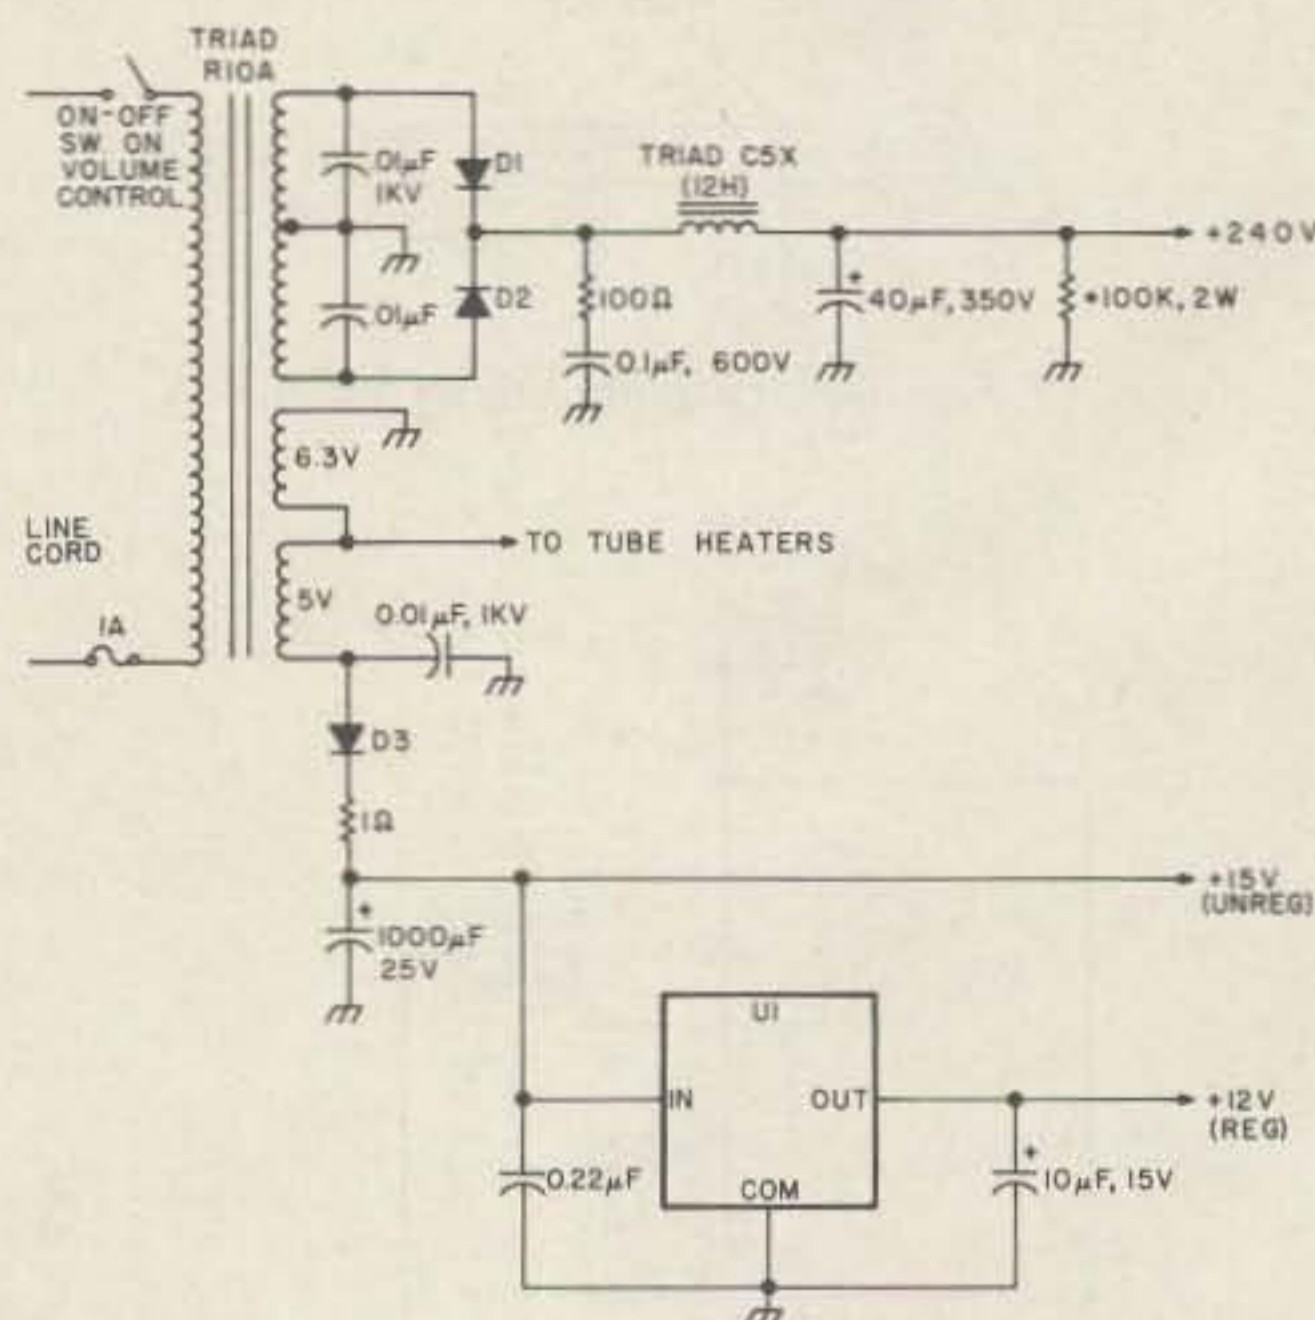 TRIAD
R10A
ON-OFF
SW ON
VOLUME
CONTROL
.01µF
1KV
D1
TRIAD C5X
(12H)
+240V
.01µF
D2
100Ω
40µF, 350V
*100K, 2W
0.1µF, 600V
6.3V
LINE
CORD
TO TUBE HEATERS
5V
0.01µF, 1KV
1A
D3
1Ω
+15V
(UNREG)
+
1000µF
25V
U1
IN
OUT
+12V
(REG)
0.22µF
COM
+
10µF, 15V